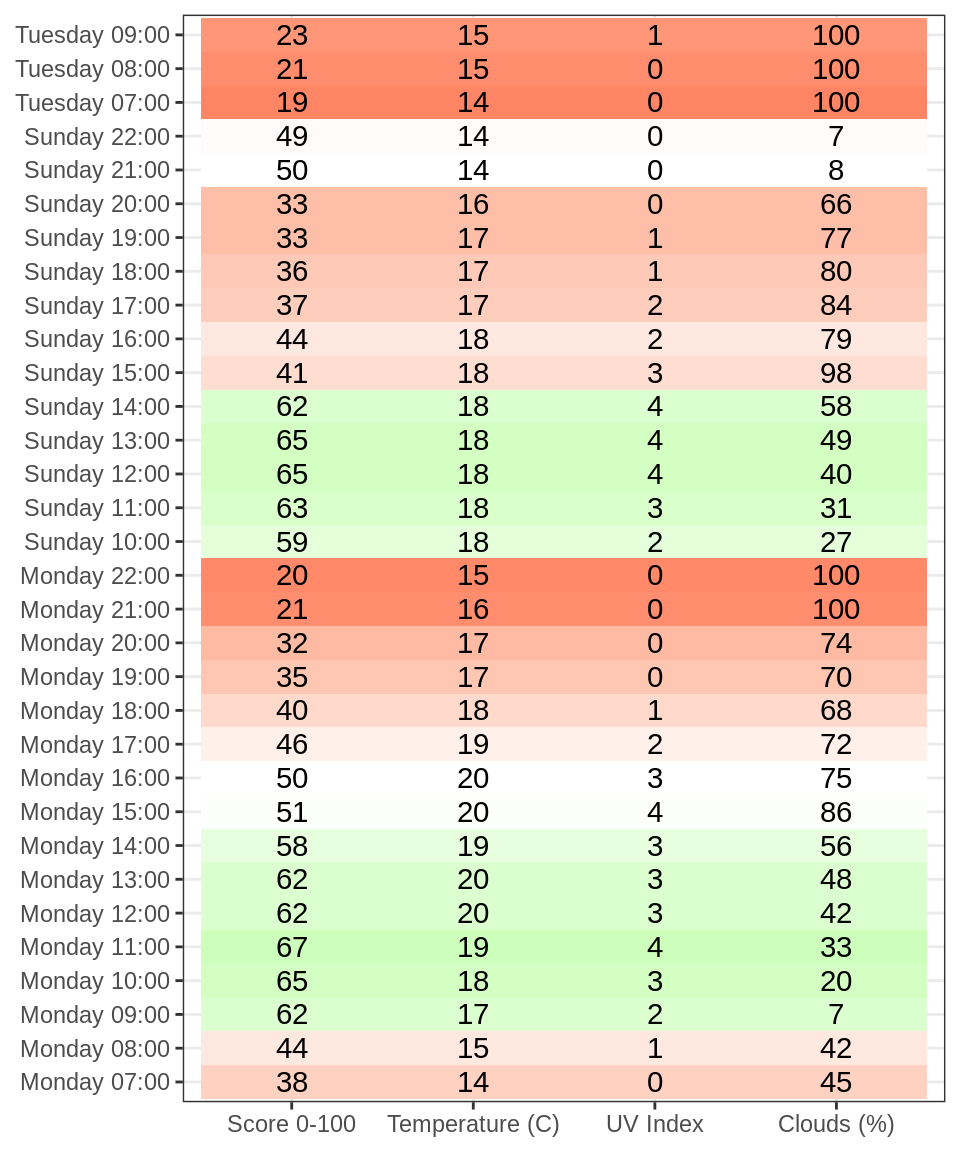 Tuesday 09:00 23 15 1 100
Tuesday 08:00 21 15 0 100
Tuesday 07:00 19 14 0 100
Sunday 22:00 49 14 0 7
Sunday 21:00 50 14 0 8
Sunday 20:00 33 16 0 66
Sunday 19:00 33 17 1 77
Sunday 18:00 36 17 1 80
Sunday 17:00 37 17 2 84
Sunday 16:00 44 18 2 79
Sunday 15:00 41 18 3 98
Sunday 14:00 62 18 4 58
Sunday 13:00 65 18 4 49
Sunday 12:00 65 18 4 40
Sunday 11:00 63 18 3 31
Sunday 10:00 59 18 2 27
Monday 22:00 20 15 0 100
Monday 21:00 21 16 0 100
Monday 20:00 32 17 0 74
Monday 19:00 35 17 0 70
Monday 18:00 40 18 1 68
Monday 17:00 46 19 2 72
Monday 16:00 50 20 3 75
Monday 15:00 51 20 4 86
Monday 14:00 58 19 3 56
Monday 13:00 62 20 3 48
Monday 12:00 62 20 3 42
Monday 11:00 67 19 4 33
Monday 10:00 65 18 3 20
Monday 09:00 62 17 2 7
Monday 08:00 44 15 1 42
Monday 07:00 38 14 0 45
Score 0-100 Temperature (C) UV Index Clouds (%)